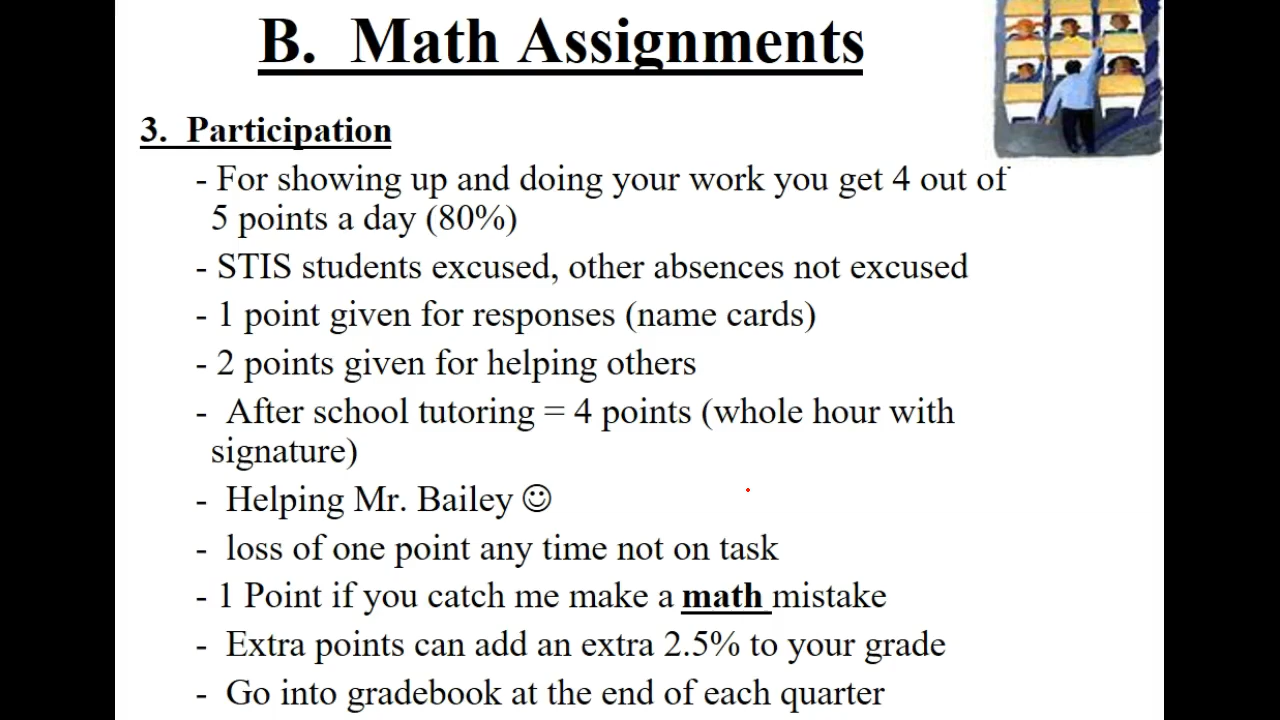 B. Math Assignments
3. Participation
- For showing up and doing your work you get 4 out of
5 points a day (80%)
- STIS students excused, other absences not excused
- 1 point given for responses (name cards)
- 2 points given for helping others
- After school tutoring = 4 points (whole hour with
signature)
- Helping Mr. Bailey ☺
- loss of one point any time not on task
- 1 Point if you catch me make a math mistake
- Extra points can add an extra 2.5% to your grade
- Go into gradebook at the end of each quarter